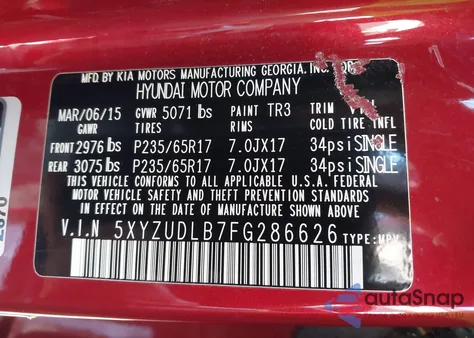 MFD. BY KIA MOTORS MANUFACTURING GEORGIA, INC.
HYUNDAI MOTOR COMPANY
MAR/06/15 GVWR 5071 lbs PAINT TR3 TRIM
GAWR TIRES RIMS COLD TIRE INFL
FRONT 2976 lbs P235/65R17 7.0JX17 34psi SINGLE
REAR 3075 lbs P235/65R17 7.0JX17 34psi SINGLE
THIS VEHICLE CONFORMS TO ALL APPLICABLE U.S.A. FEDERAL
MOTOR VEHICLE SAFETY AND THEFT PREVENTION STANDARDS
IN EFFECT ON THE DATE OF MANUFACTURE SHOWN ABOVE.
V.I.N 5XYZUDLB7FG286626 TYPE:MPV
autoSnap